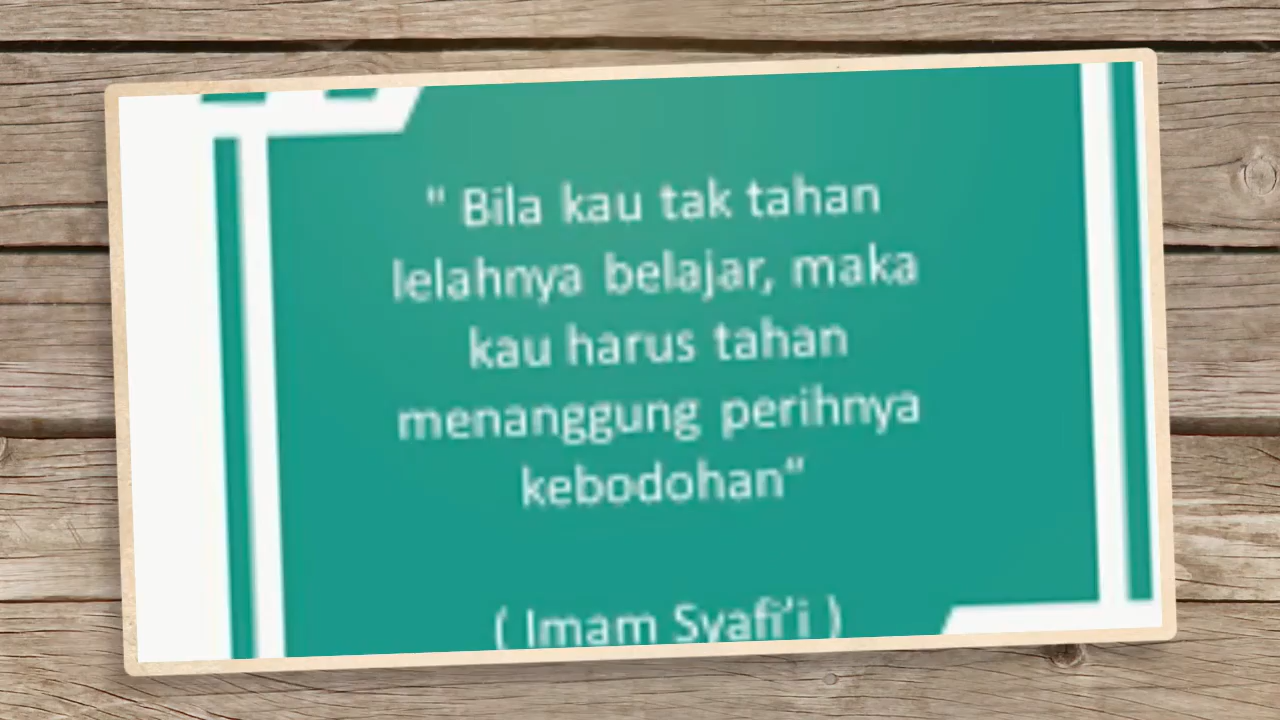 " Bila kau tak tahan
lelahnya belajar, maka
kau harus tahan
menanggung perihnya
kebodohan"
( Imam Syafi'i )